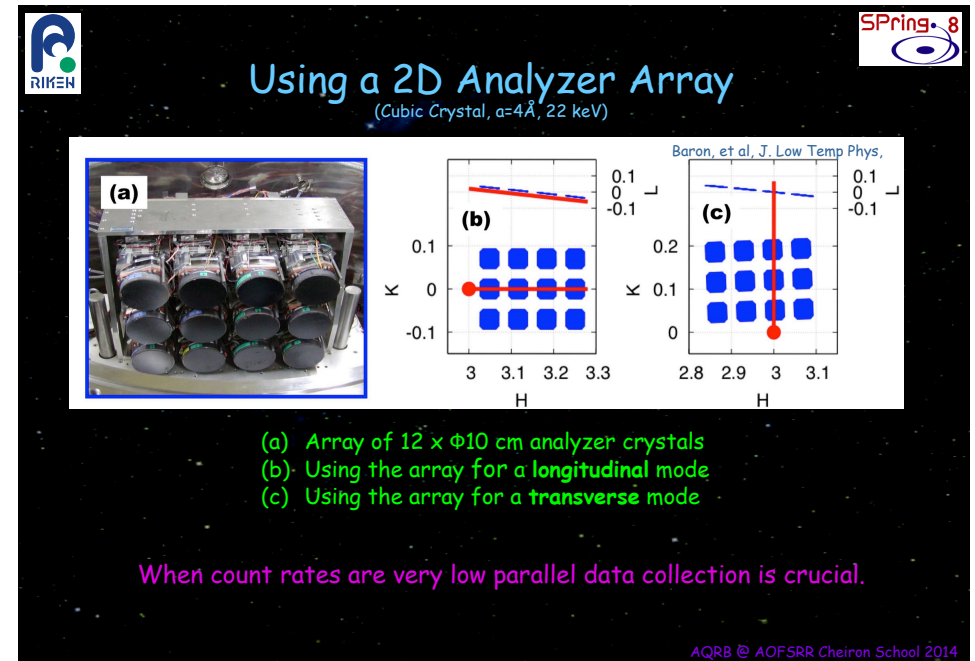 RIKEN
SPring-8
Using a 2D Analyzer Array
(Cubic Crystal, a=4Å, 22 keV)
Baron, et al, J. Low Temp Phys,
(a)
(b)
0.1
0
-0.1
L
0.1
0
-0.1
K
3 3.1 3.2 3.3
H
(c)
0.1
0
-0.1
L
0.2
0.1
0
K
2.8 2.9 3 3.1
H
(a) Array of 12 x Φ10 cm analyzer crystals
(b) Using the array for a longitudinal mode
(c) Using the array for a transverse mode
When count rates are very low parallel data collection is crucial.
AQRB @ AOFSRR Cheiron School 2014